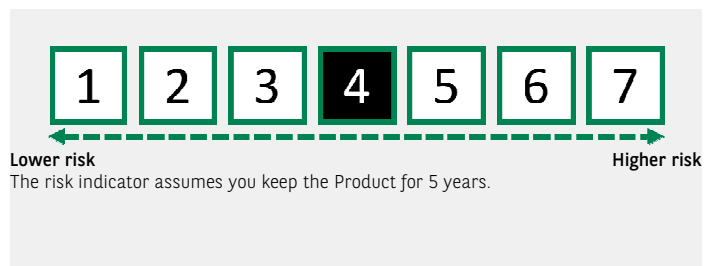 1 2 3 4 5 6 7
Lower risk Higher risk
The risk indicator assumes you keep the Product for 5 years.